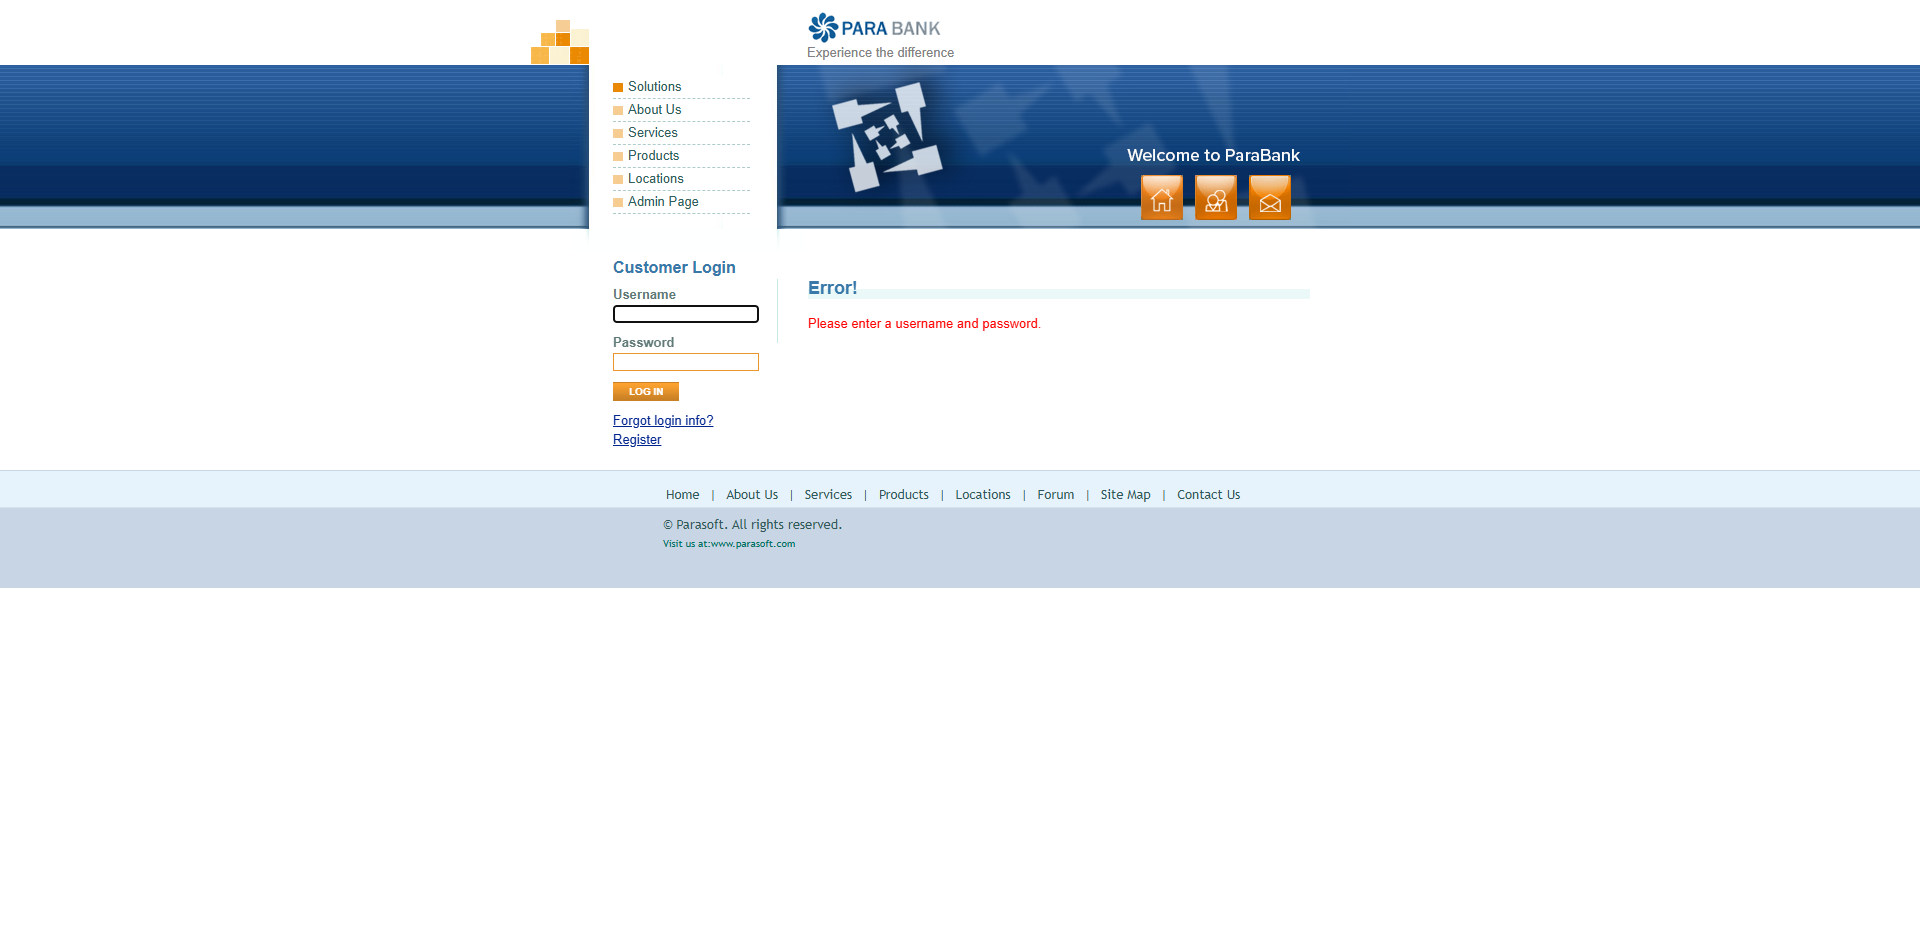 PARA BANK
Experience the difference
Solutions
About Us
Services
Products
Locations
Admin Page
Welcome to ParaBank
Customer Login
Username
Password
LOG IN
Forgot login info?
Register
Error!
Please enter a username and password.
Home | About Us | Services | Products | Locations | Forum | Site Map | Contact Us
© Parasoft. All rights reserved.
Visit us at:www.parasoft.com